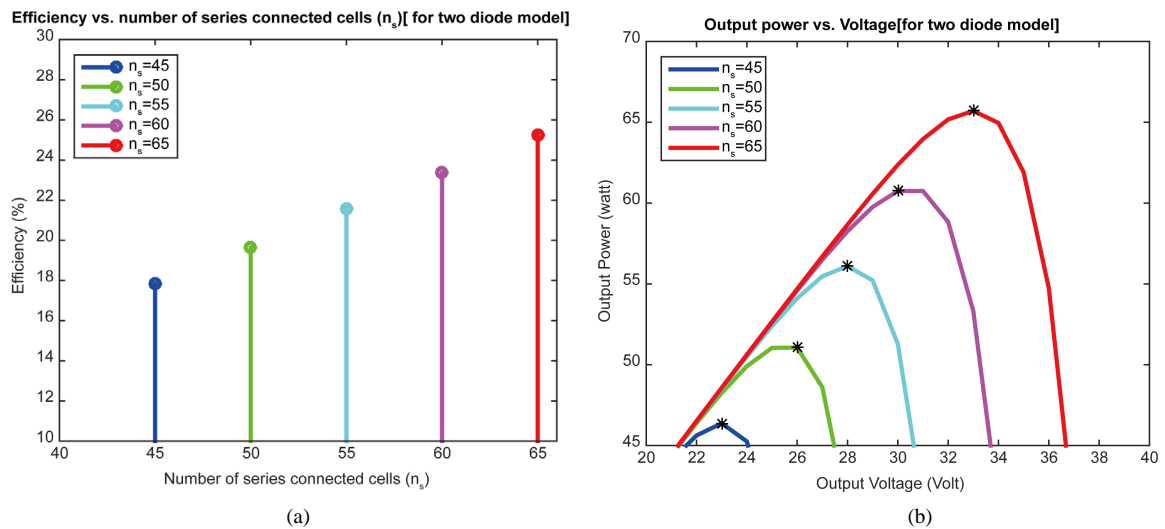 Efficiency vs. number of series connected cells (ns)[ for two diode model]
30
28
26
24
22
20
18
16
14
12
10
Efficiency (%)
ns=45
ns=50
ns=55
ns=60
ns=65
40
45
50
55
60
65
Number of series connected cells (ns)
(a)
Output power vs. Voltage[for two diode model]
70
65
60
55
50
45
Output Power (watt)
ns=45
ns=50
ns=55
ns=60
ns=65
20
22
24
26
28
30
32
34
36
38
40
Output Voltage (Volt)
(b)